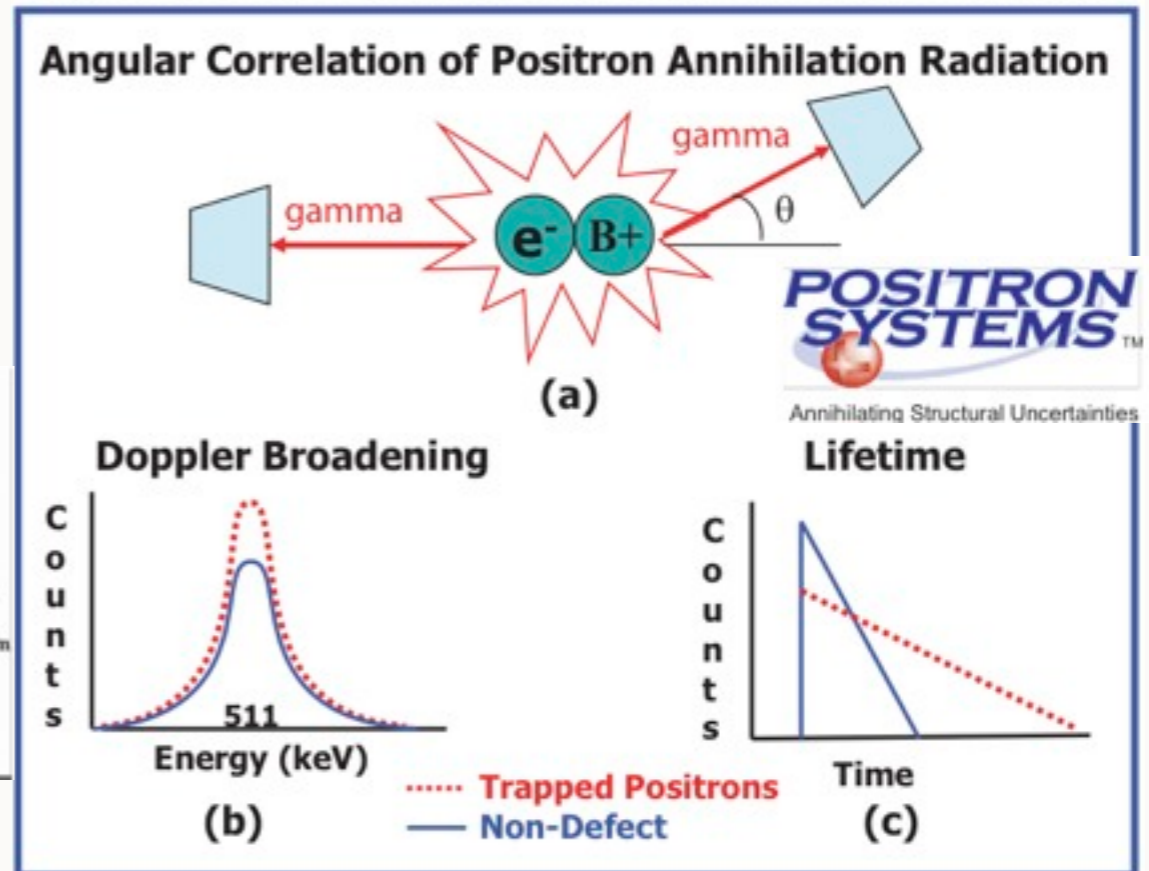 Angular Correlation of Positron Annihilation Radiation
gamma
gamma
θ
e-
B+
POSITRON
SYSTEMS TM
Annihilating Structural Uncertainties
(a)
Doppler Broadening
Counts
511
Energy (keV)
(b)
Lifetime
Counts
Time
(c)
Trapped Positrons
Non-Defect